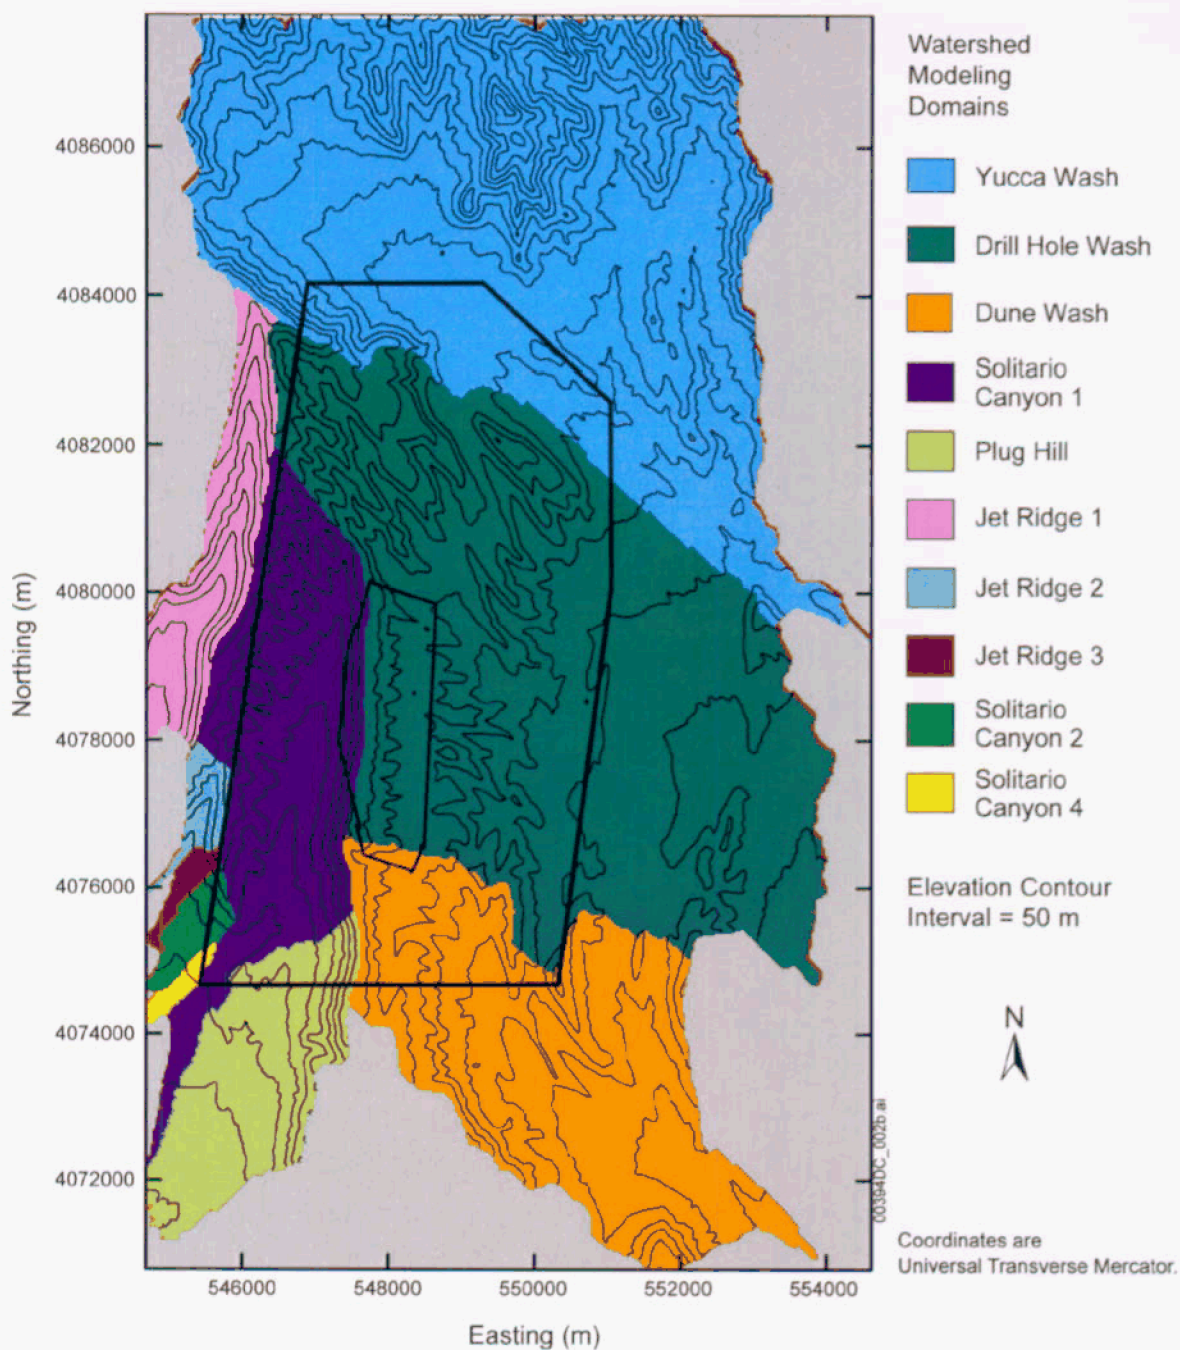 Watershed
Modeling
Domains
Yucca Wash
Drill Hole Wash
Dune Wash
Solitario
Canyon 1
Plug Hill
Jet Ridge 1
Jet Ridge 2
Jet Ridge 3
Solitario
Canyon 2
Solitario
Canyon 4
Elevation Contour
Interval = 50 m
N
00394DC_002b.ai
Coordinates are
Universal Transverse Mercator.
Northing (m)
4086000
4084000
4082000
4080000
4078000
4076000
4074000
4072000
546000 548000 550000 552000 554000
Easting (m)